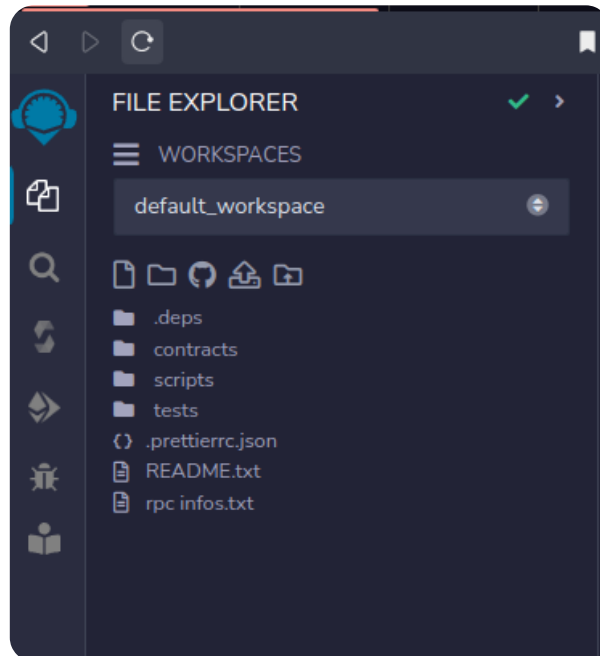 FILE EXPLORER
WORKSPACES
default_workspace
.deps
contracts
scripts
tests
.prettierrc.json
README.txt
rpc infos.txt